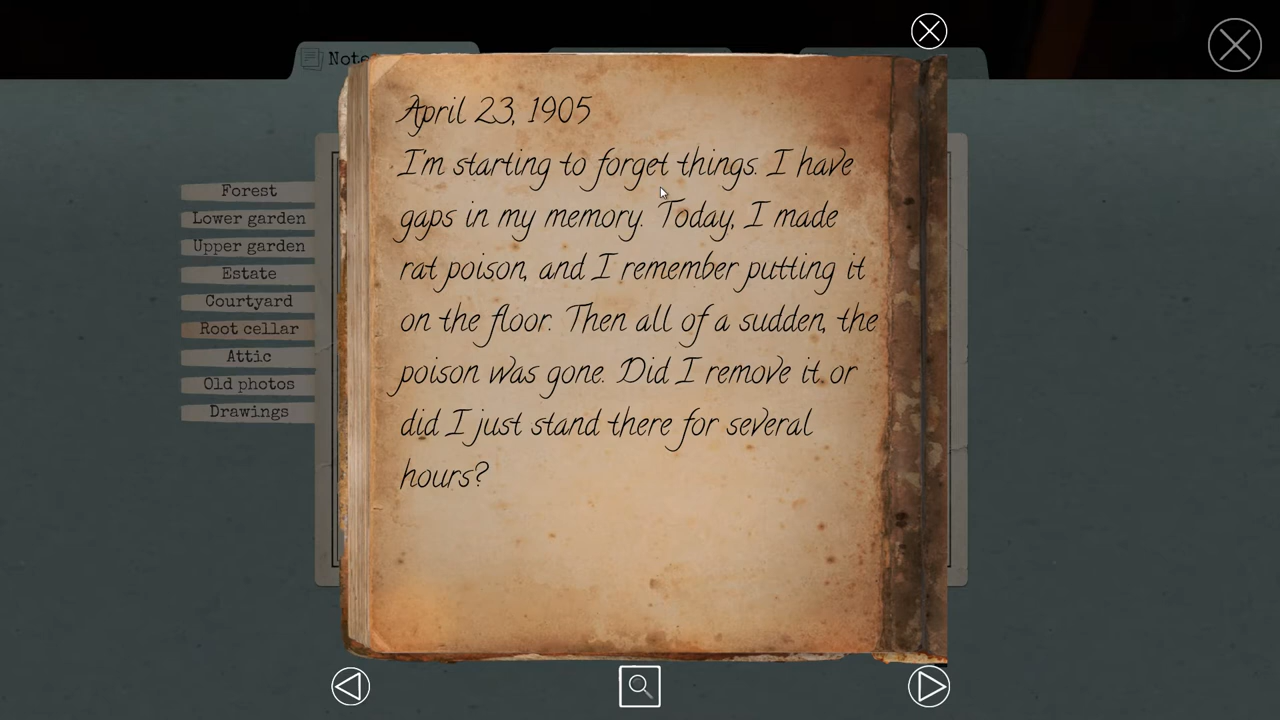 Note
April 23, 1905
I'm starting to forget things. I have
gaps in my memory. Today, I made
rat poison, and I remember putting it
on the floor. Then all of a sudden, the
poison was gone. Did I remove it or
did I just stand there for several
hours?
Forest
Lower garden
Upper garden
Estate
Courtyard
Root cellar
Attic
Old photos
Drawings